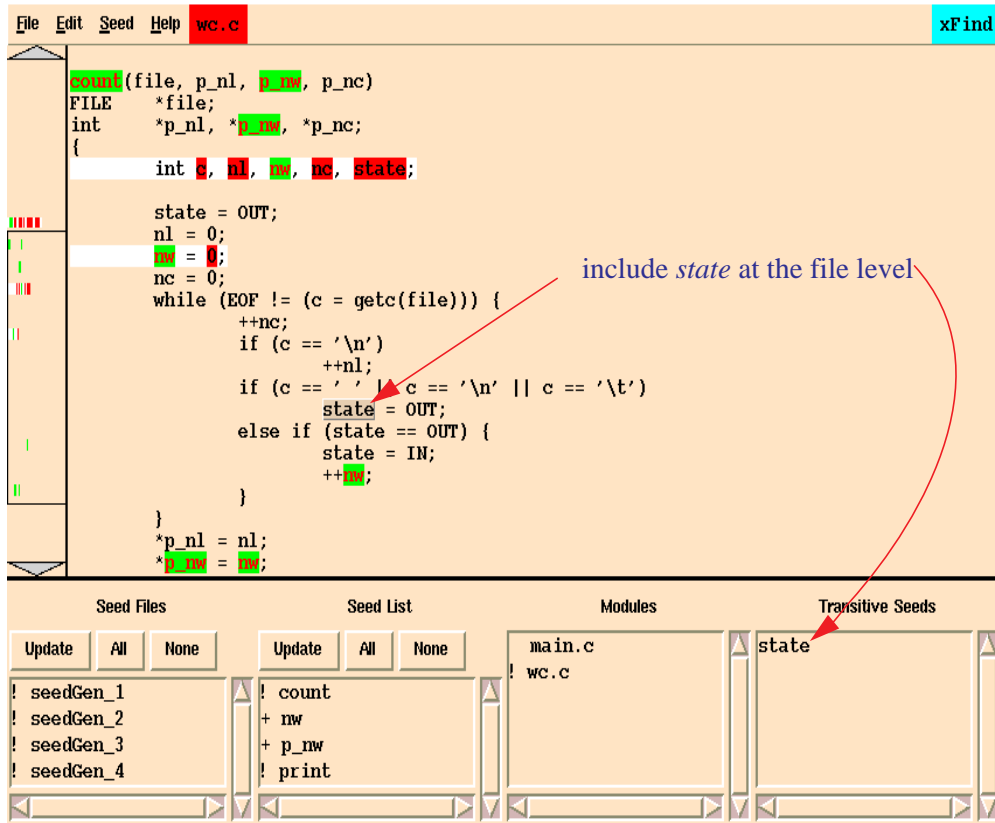 File Edit Seed Help wc.c xFind
count(file, p_nl, p_nw, p_nc)
FILE *file;
int *p_nl, *p_nw, *p_nc;
{
int c, nl, nw, nc, state;
state = OUT;
nl = 0;
nw = 0;
nc = 0;
include state at the file level
while (EOF != (c = getc(file))) {
++nc;
if (c == '\n')
++nl;
if (c == ' ' || c == '\n' || c == '\t')
state = OUT;
else if (state == OUT) {
state = IN;
++nw;
}
}
*p_nl = nl;
*p_nw = nw;
Seed Files
Update All None
! seedGen_1
! seedGen_2
! seedGen_3
! seedGen_4
Seed List
Update All None
! count
+ nw
+ p_nw
! print
Modules
main.c
! wc.c
Transitive Seeds
state